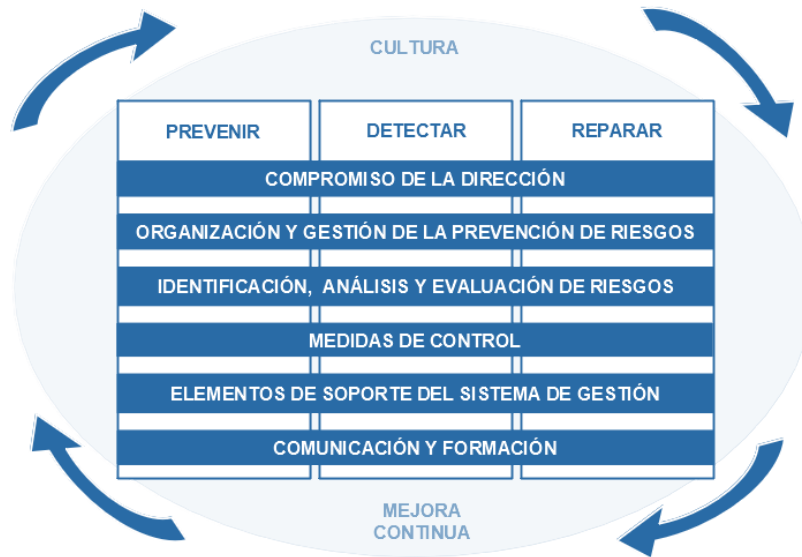 CULTURA
PREVENIR DETECTAR REPARAR
COMPROMISO DE LA DIRECCIÓN
ORGANIZACIÓN Y GESTIÓN DE LA PREVENCIÓN DE RIESGOS
IDENTIFICACIÓN, ANÁLISIS Y EVALUACIÓN DE RIESGOS
MEDIDAS DE CONTROL
ELEMENTOS DE SOPORTE DEL SISTEMA DE GESTIÓN
COMUNICACIÓN Y FORMACIÓN
MEJORA
CONTINUA